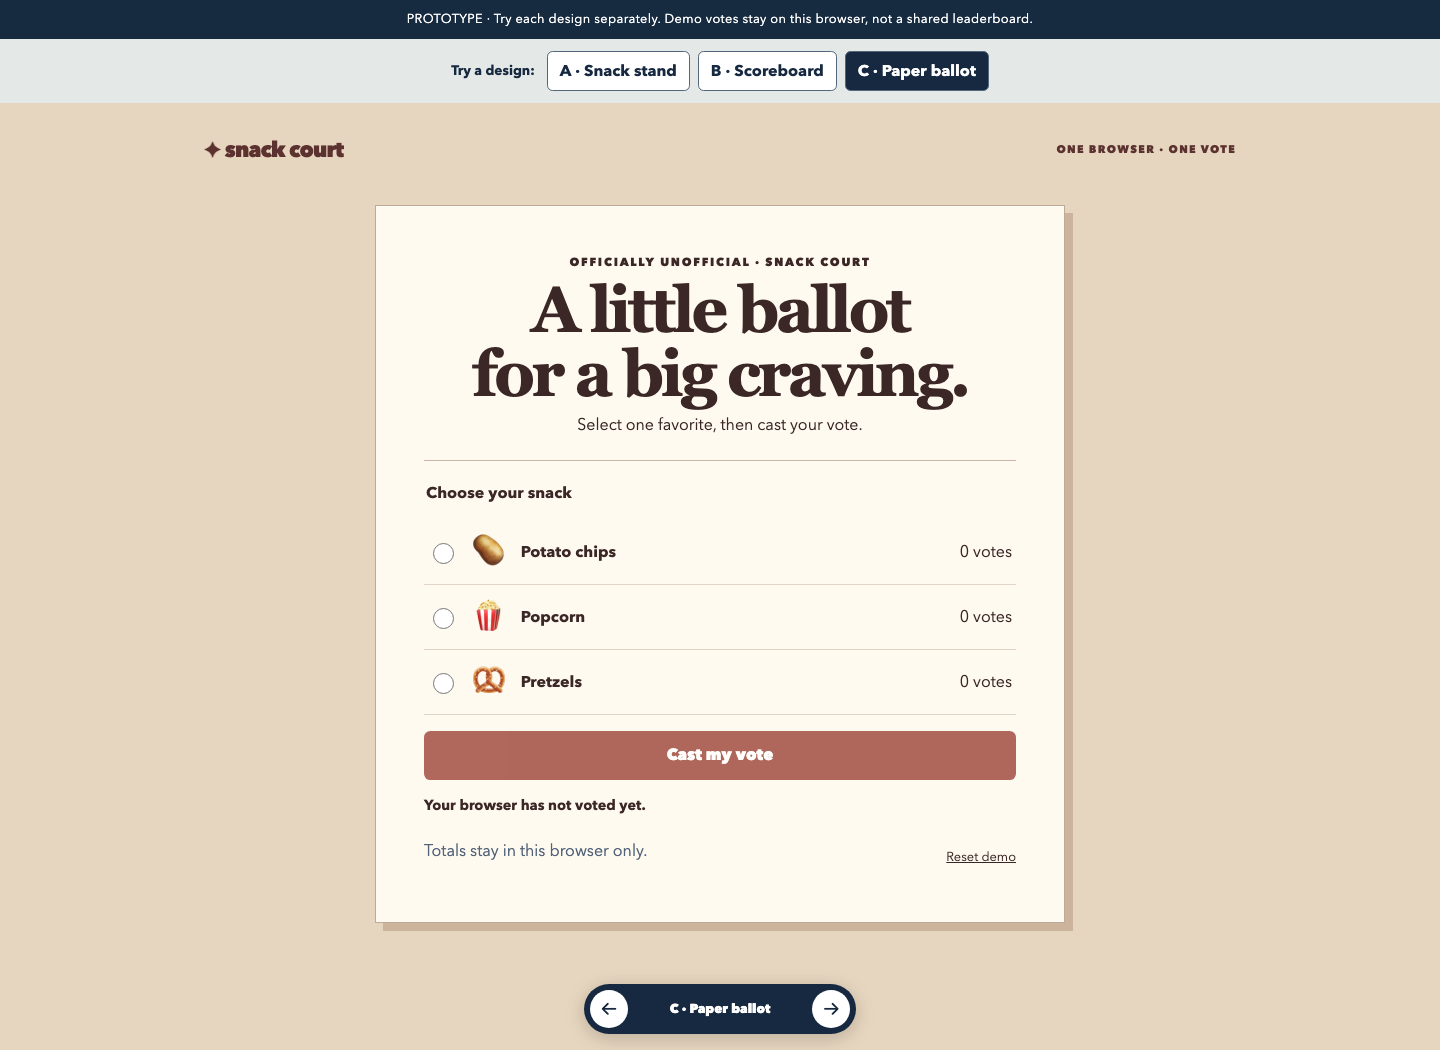 PROTOTYPE · Try each design separately. Demo votes stay on this browser, not a shared leaderboard.
Try a design: A · Snack stand B · Scoreboard C · Paper ballot
✦ snack court ONE BROWSER · ONE VOTE
OFFICIALLY UNOFFICIAL · SNACK COURT
A little ballot
for a big craving.
Select one favorite, then cast your vote.
Choose your snack
Potato chips 0 votes
Popcorn 0 votes
Pretzels 0 votes
Cast my vote
Your browser has not voted yet.
Totals stay in this browser only. Reset demo
← C · Paper ballot →